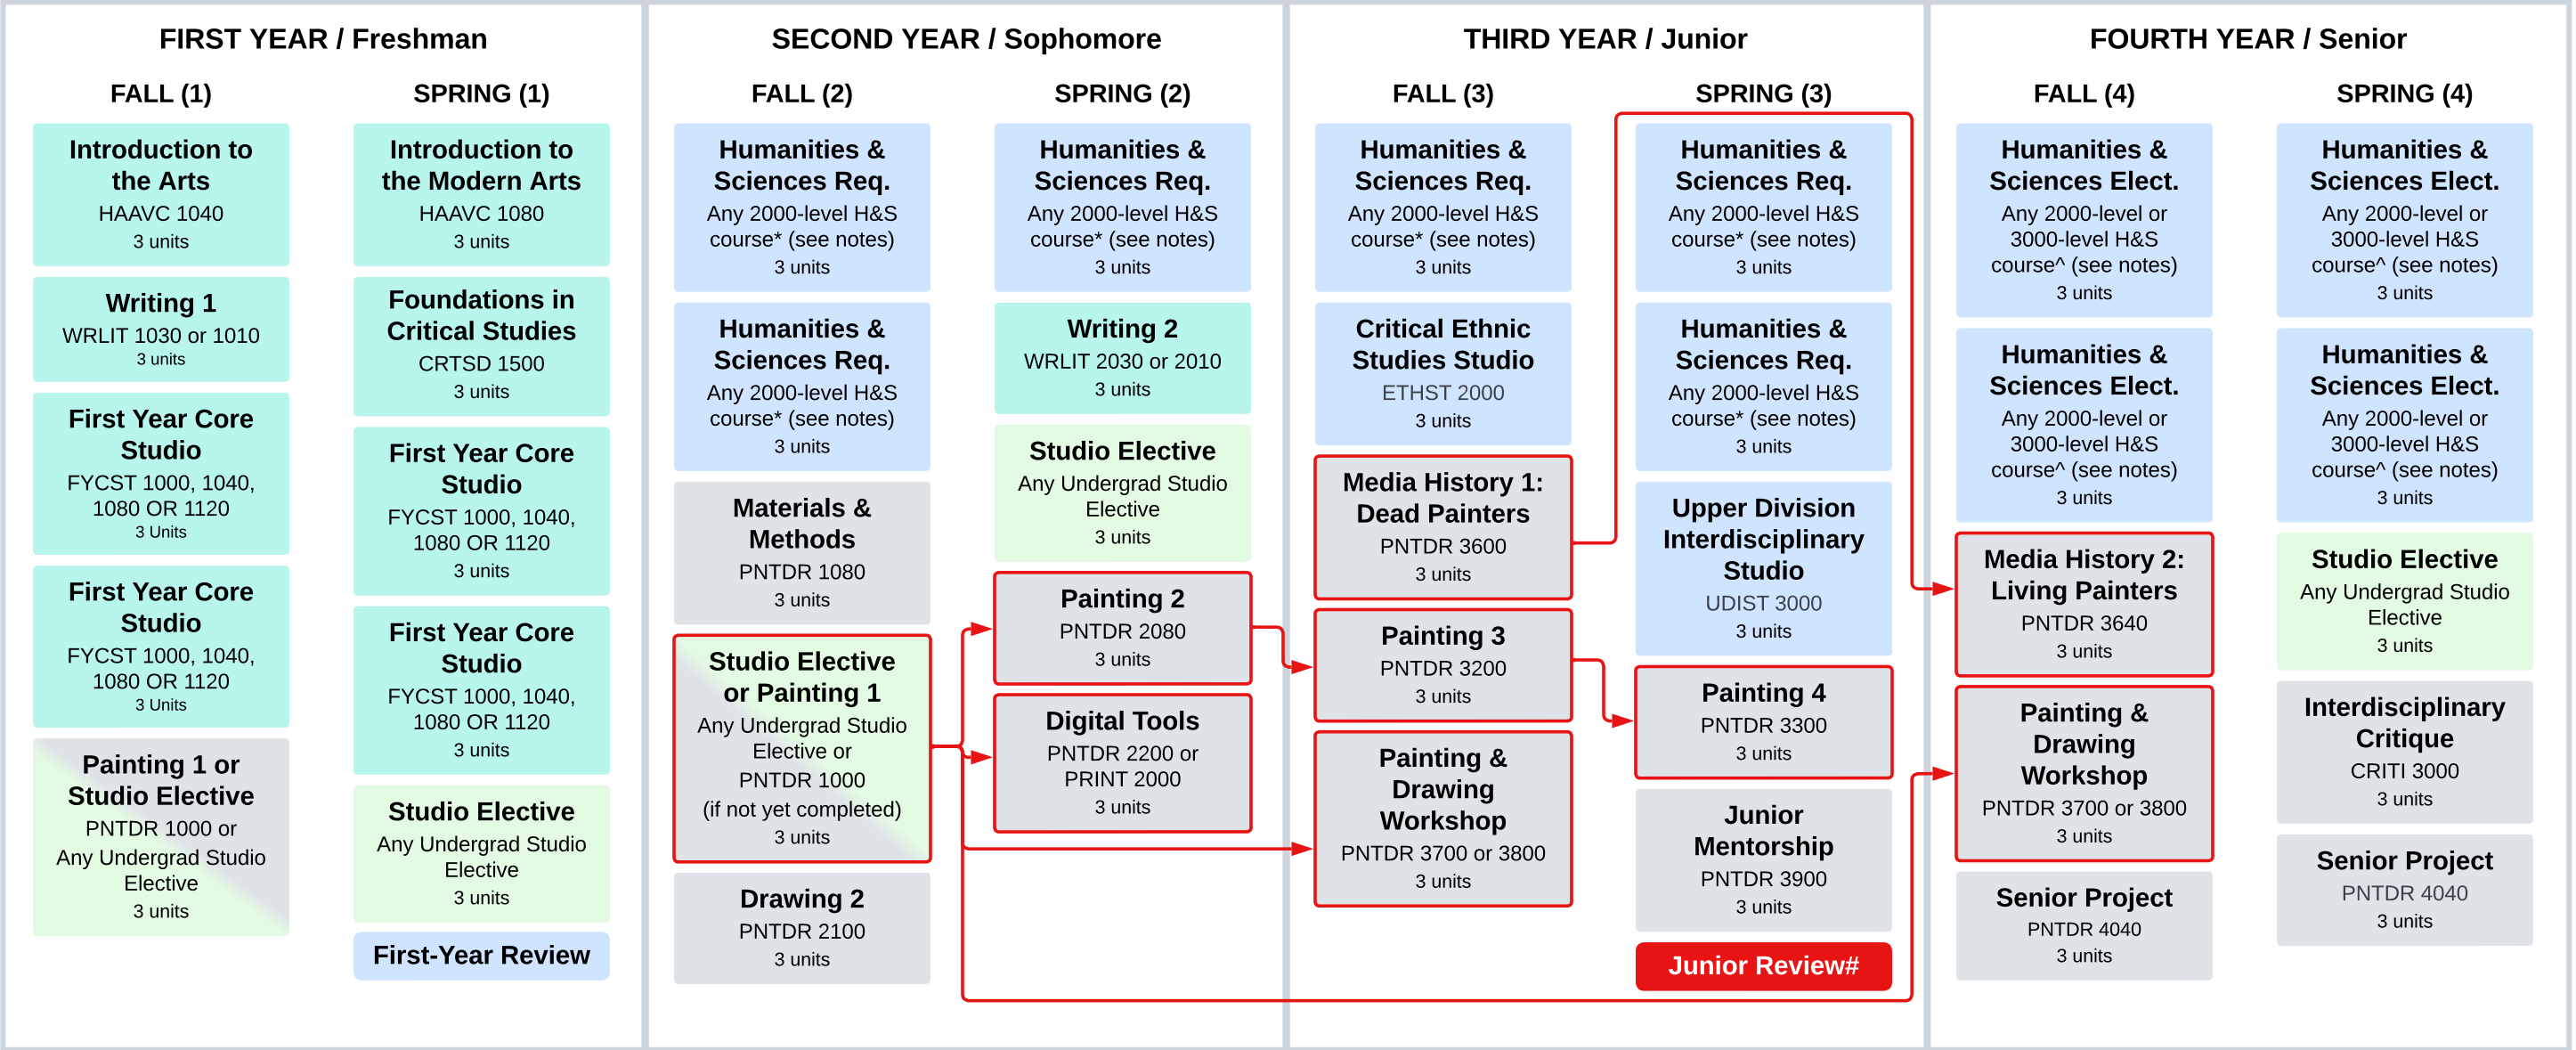 FIRST YEAR / Freshman
FALL (1)
Introduction to
the Arts
HAAVC 1040
3 units
Writing 1
WRLIT 1030 or 1010
3 units
First Year Core
Studio
FYCST 1000, 1040,
1080 OR 1120
3 Units
First Year Core
Studio
FYCST 1000, 1040,
1080 OR 1120
3 Units
Painting 1 or
Studio Elective
PNTDR 1000 or
Any Undergrad Studio
Elective
3 units
SPRING (1)
Introduction to
the Modern Arts
HAAVC 1080
3 units
Foundations in
Critical Studies
CRTSD 1500
3 units
First Year Core
Studio
FYCST 1000, 1040,
1080 OR 1120
3 units
First Year Core
Studio
FYCST 1000, 1040,
1080 OR 1120
3 units
Studio Elective
Any Undergrad Studio
Elective
3 units
First-Year Review
SECOND YEAR / Sophomore
FALL (2)
Humanities &
Sciences Req.
Any 2000-level H&S
course* (see notes)
3 units
Humanities &
Sciences Req.
Any 2000-level H&S
course* (see notes)
3 units
Materials &
Methods
PNTDR 1080
3 units
Studio Elective
or Painting 1
Any Undergrad Studio
Elective or
PNTDR 1000
(if not yet completed)
3 units
Drawing 2
PNTDR 2100
3 units
SPRING (2)
Humanities &
Sciences Req.
Any 2000-level H&S
course* (see notes)
3 units
Writing 2
WRLIT 2030 or 2010
3 units
Studio Elective
Any Undergrad Studio
Elective
3 units
Painting 2
PNTDR 2080
3 units
Digital Tools
PNTDR 2200 or
PRINT 2000
3 units
THIRD YEAR / Junior
FALL (3)
Humanities &
Sciences Req.
Any 2000-level H&S
course* (see notes)
3 units
Critical Ethnic
Studies Studio
ETHST 2000
3 units
Media History 1:
Dead Painters
PNTDR 3600
3 units
Painting 3
PNTDR 3200
3 units
Painting &
Drawing
Workshop
PNTDR 3700 or 3800
3 units
SPRING (3)
Humanities &
Sciences Req.
Any 2000-level H&S
course* (see notes)
3 units
Humanities &
Sciences Req.
Any 2000-level H&S
course* (see notes)
3 units
Upper Division
Interdisciplinary
Studio
UDIST 3000
3 units
Painting 4
PNTDR 3300
3 units
Junior
Mentorship
PNTDR 3900
3 units
Junior Review#
FOURTH YEAR / Senior
FALL (4)
Humanities &
Sciences Elect.
Any 2000-level or
3000-level H&S
course^ (see notes)
3 units
Humanities &
Sciences Elect.
Any 2000-level or
3000-level H&S
course^ (see notes)
3 units
Media History 2:
Living Painters
PNTDR 3640
3 units
Painting &
Drawing
Workshop
PNTDR 3700 or 3800
3 units
Senior Project
PNTDR 4040
3 units
SPRING (4)
Humanities &
Sciences Elect.
Any 2000-level or
3000-level H&S
course^ (see notes)
3 units
Humanities &
Sciences Elect.
Any 2000-level or
3000-level H&S
course^ (see notes)
3 units
Studio Elective
Any Undergrad Studio
Elective
3 units
Interdisciplinary
Critique
CRITI 3000
3 units
Senior Project
PNTDR 4040
3 units